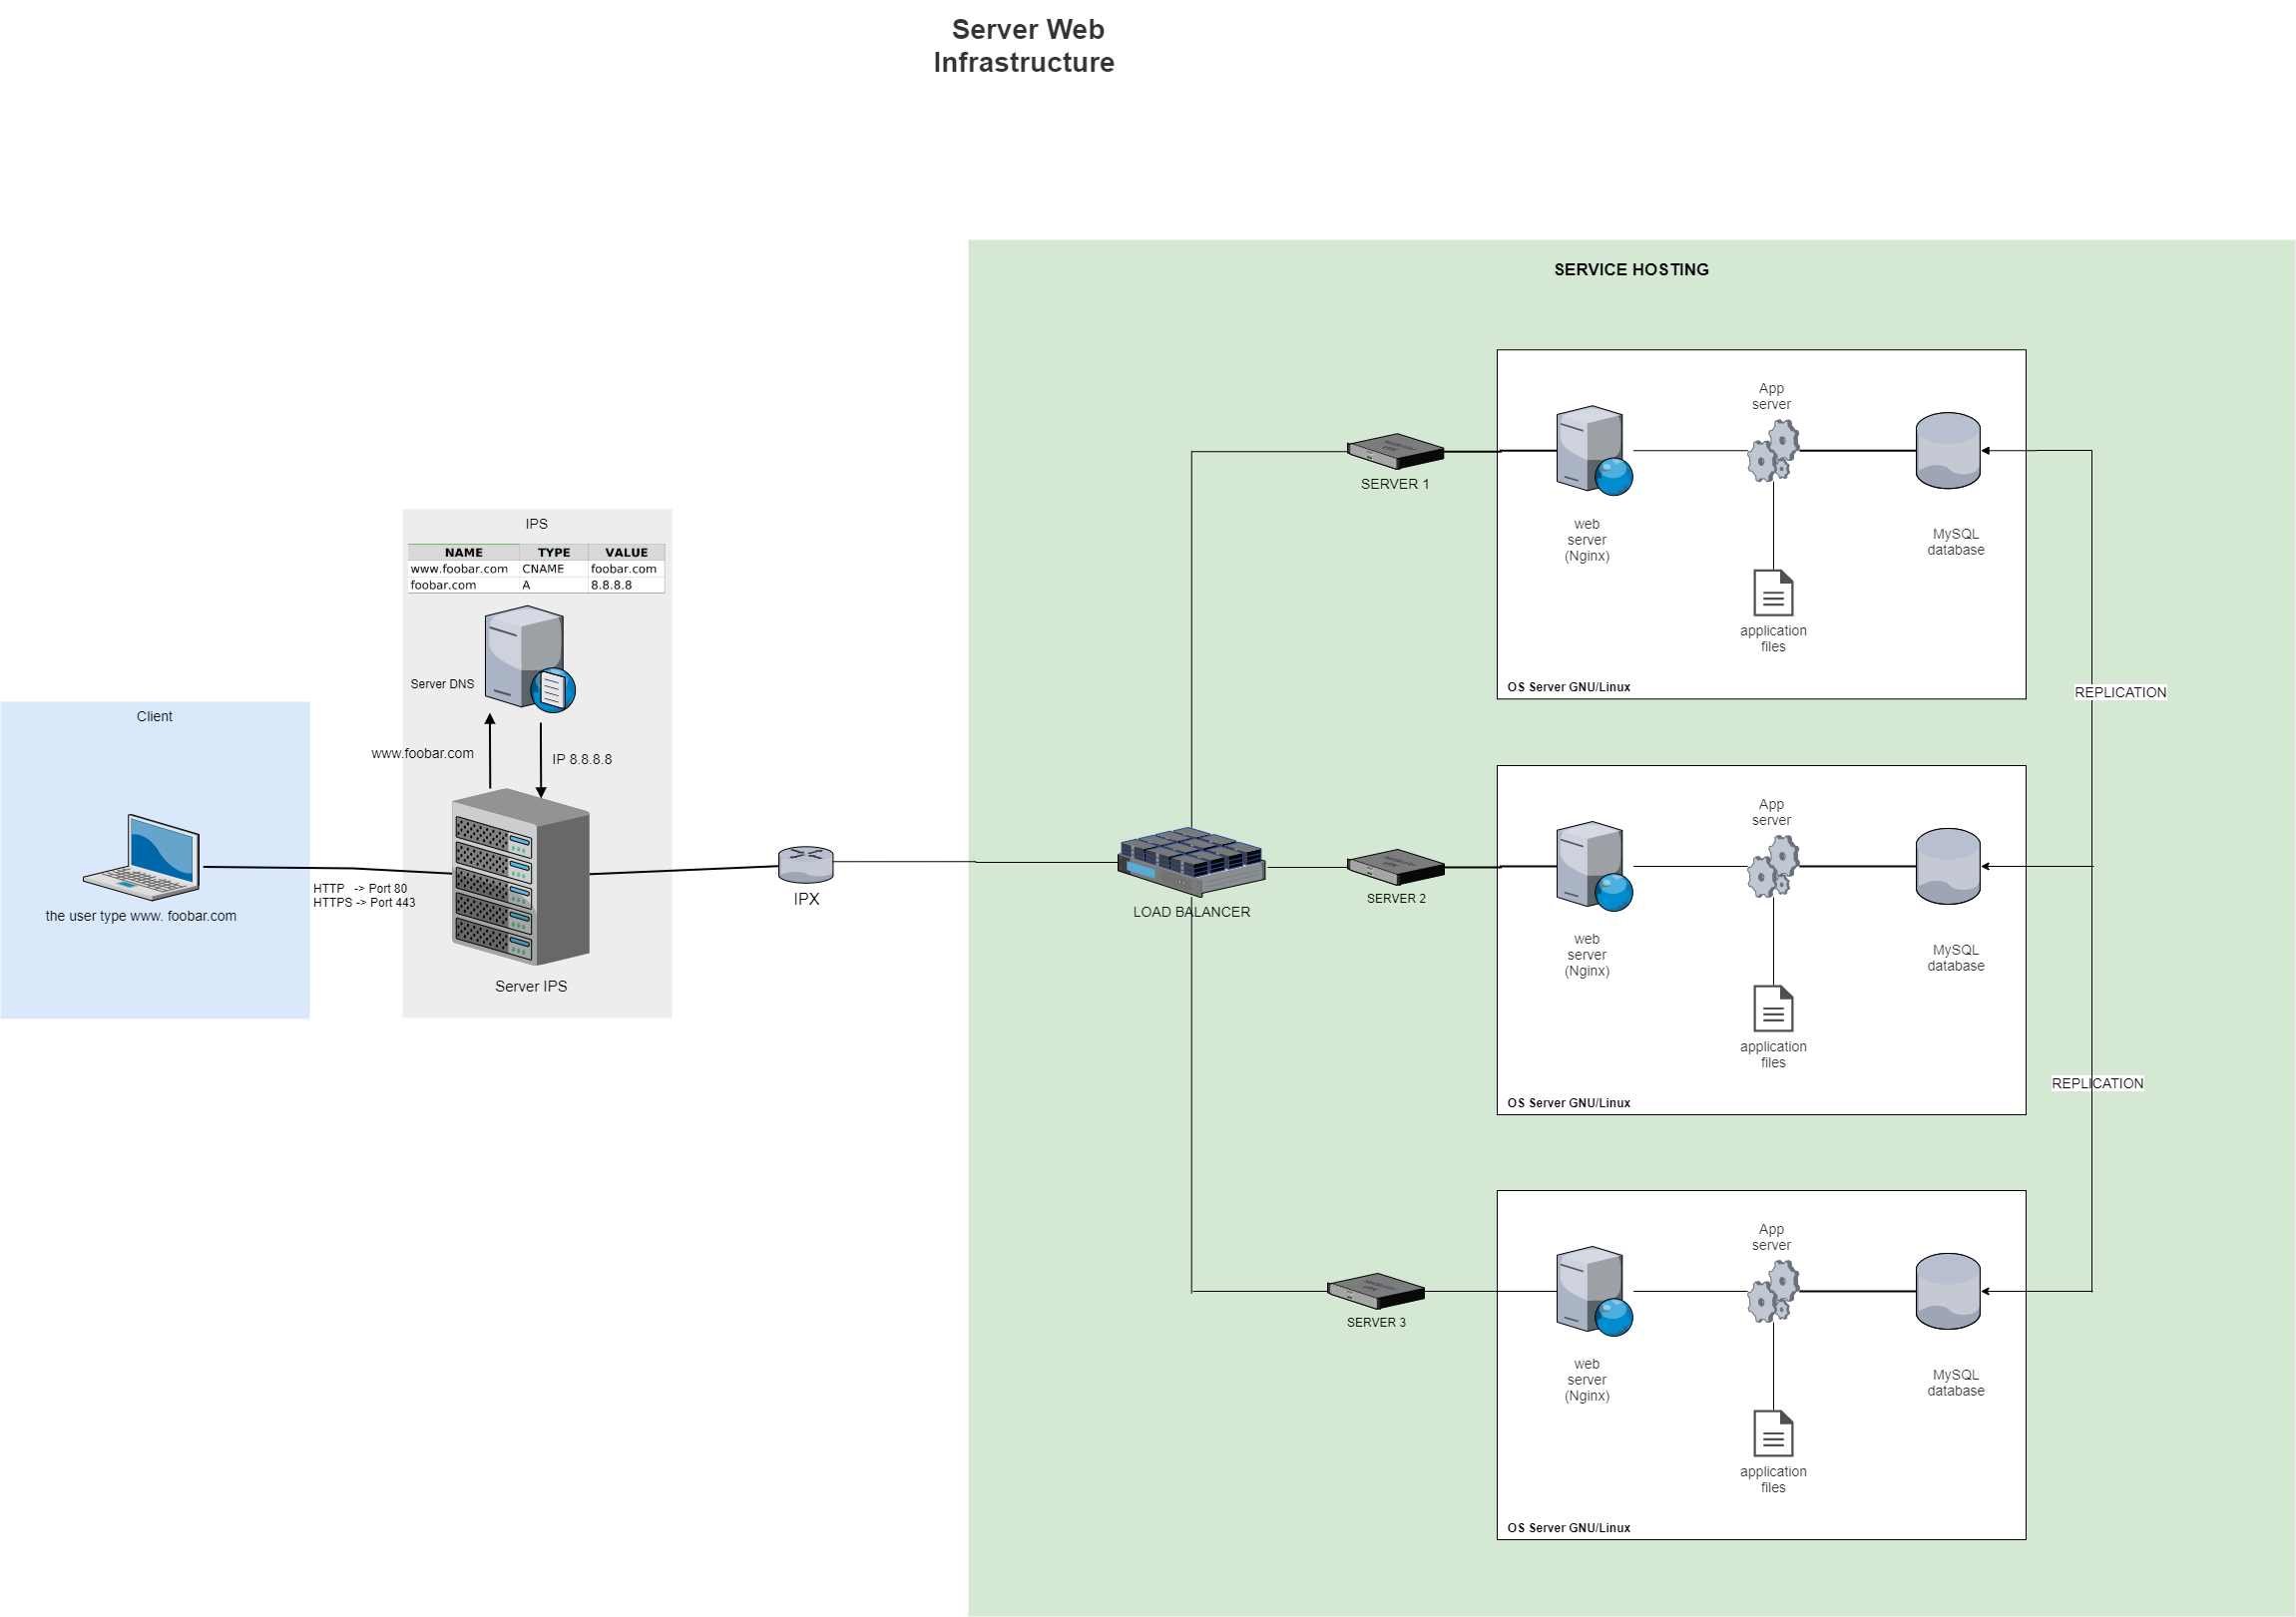 Server Web
Infrastructure
SERVICE HOSTING
IPS
NAME TYPE VALUE
www.foobar.com CNAME foobar.com
foobar.com A 8.8.8.8
Server DNS
www.foobar.com
IP 8.8.8.8
Server IPS
Client
the user type www. foobar.com
HTTP -> Port 80
HTTPS -> Port 443
IPX
LOAD BALANCER
SERVER 1
App
server
web
server
(Nginx)
MySQL
database
application
files
OS Server GNU/Linux
REPLICATION
SERVER 2
App
server
web
server
(Nginx)
MySQL
database
application
files
OS Server GNU/Linux
REPLICATION
SERVER 3
App
server
web
server
(Nginx)
MySQL
database
application
files
OS Server GNU/Linux